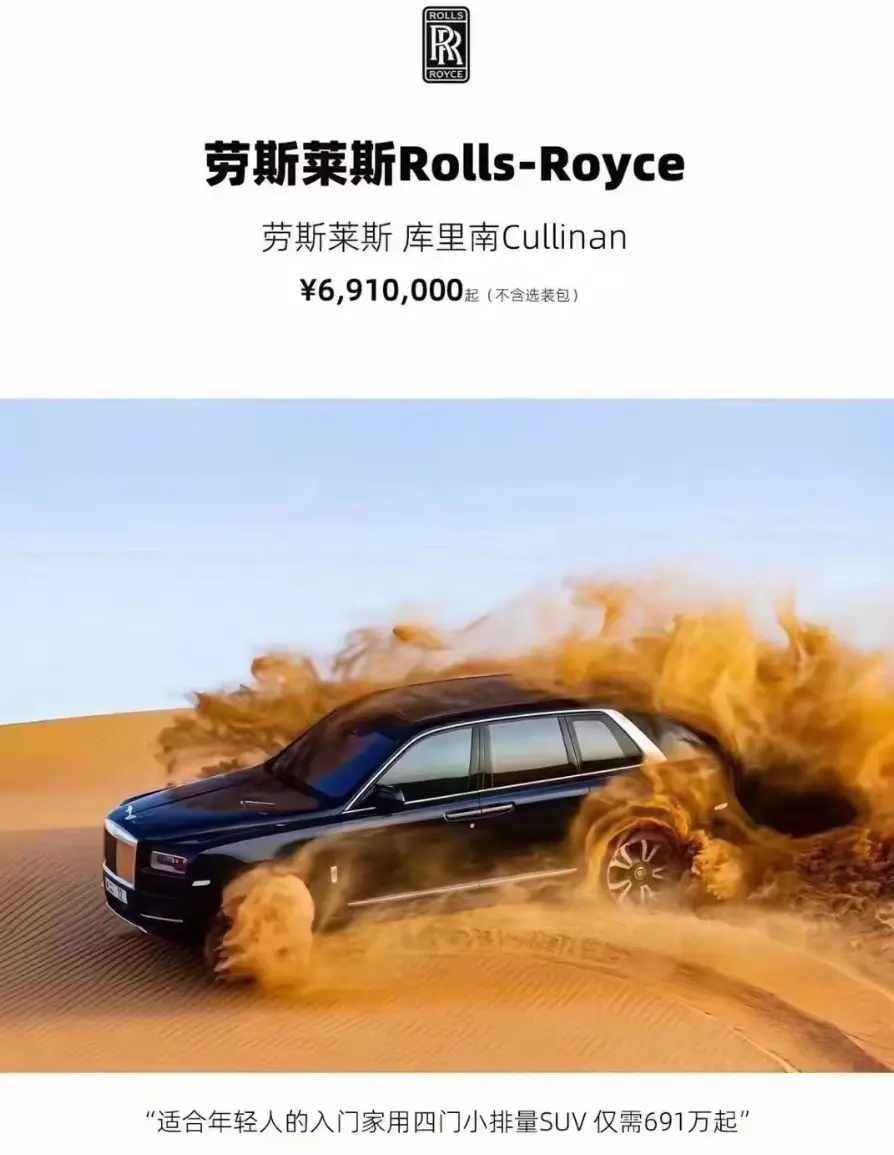 ROLLS
RR
ROYCE
劳斯莱斯Rolls-Royce
劳斯莱斯 库里南Cullinan
¥6,910,000起（不含选装包）
“适合年轻人的入门家用四门小排量SUV 仅需691万起”